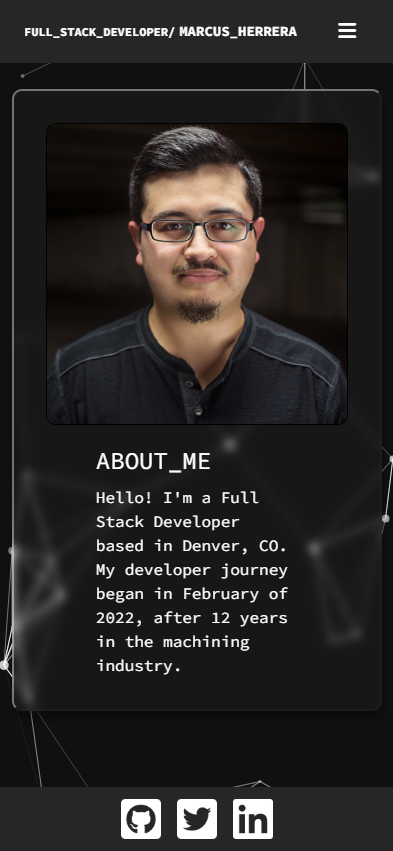 FULL_STACK_DEVELOPER/ MARCUS_HERRERA
ABOUT_ME
Hello! I'm a Full
Stack Developer
based in Denver, CO.
My developer journey
began in February of
2022, after 12 years
in the machining
industry.
in